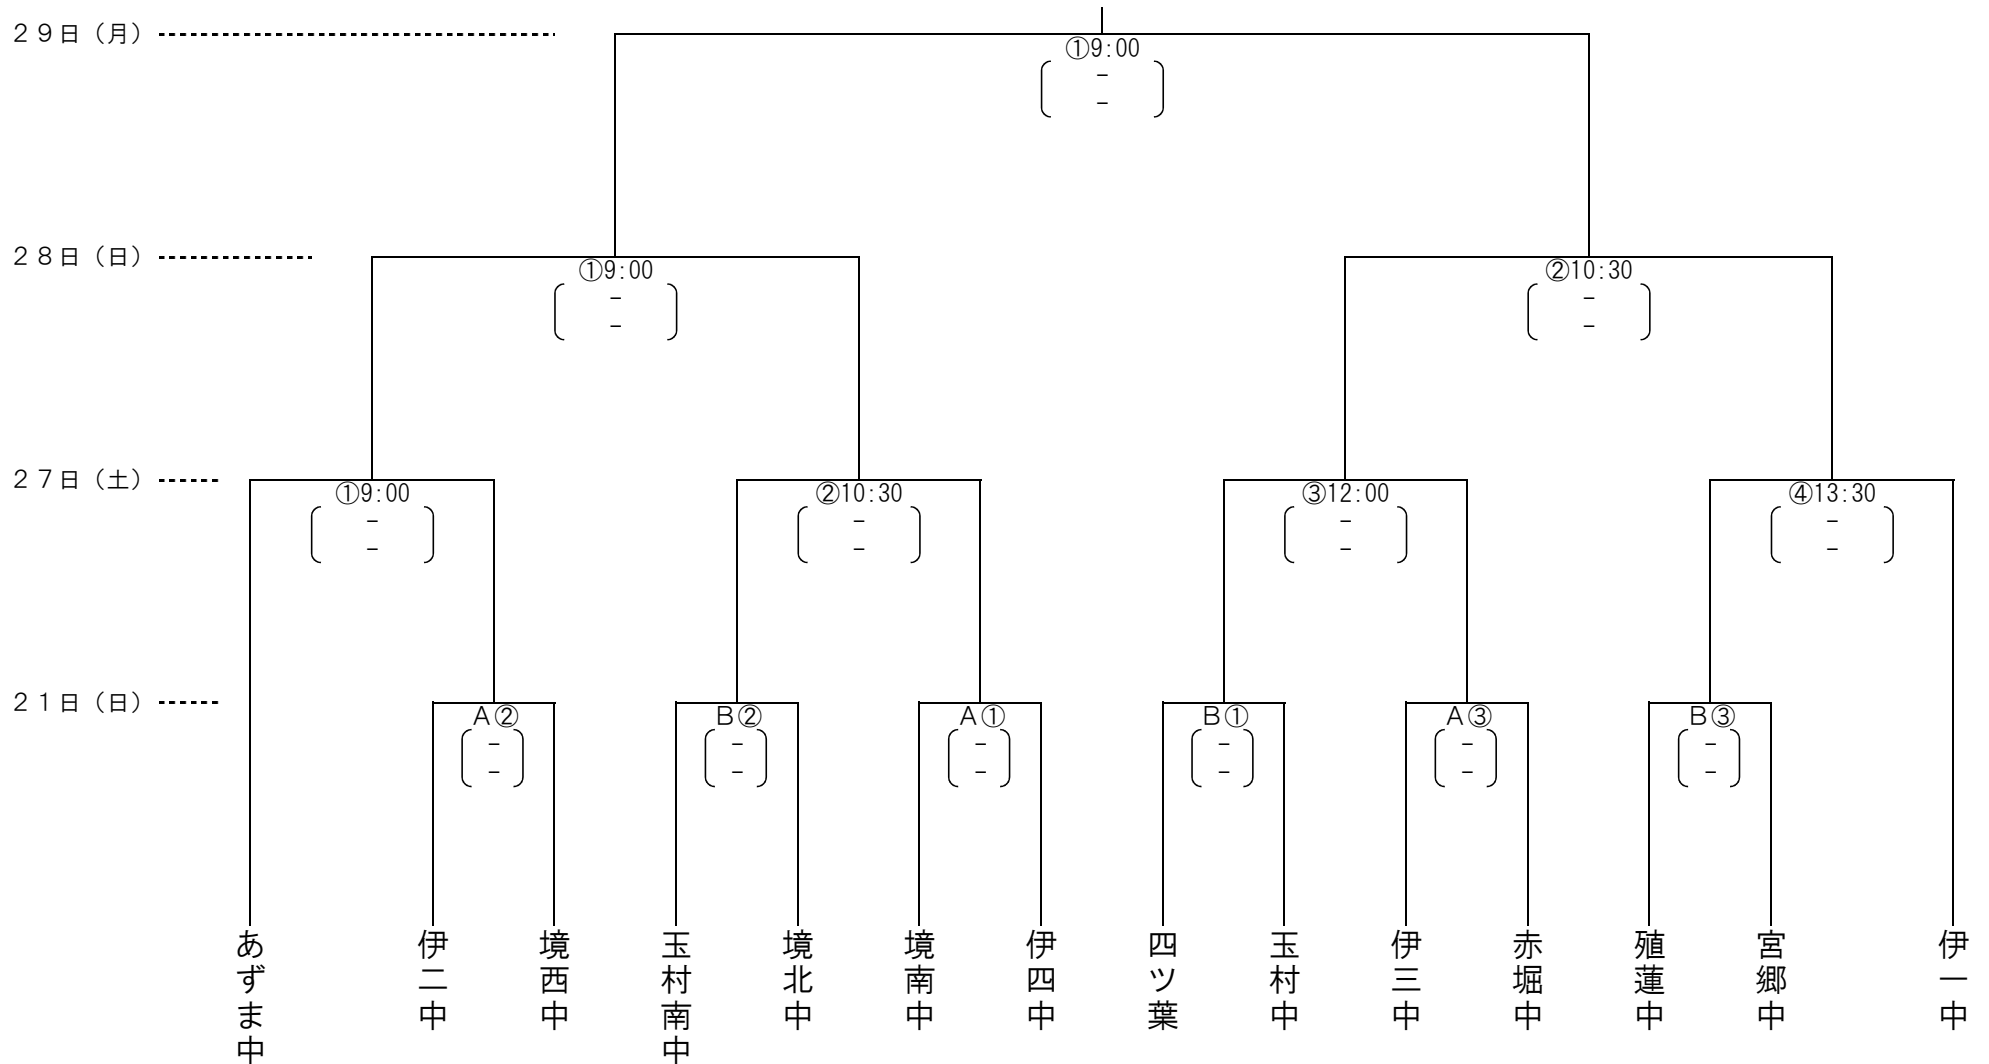 ２９日（月）
①9:00
-
-
２８日（日）
①9:00
-
-
②10:30
-
-
２７日（土）
①9:00
-
-
②10:30
-
-
③12:00
-
-
④13:30
-
-
２１日（日）
Ａ②
-
-
Ｂ②
-
-
Ａ①
-
-
Ｂ①
-
-
Ａ③
-
-
Ｂ③
-
-
あずま中
伊二中
境西中
玉村南中
境北中
境南中
伊四中
四ツ葉
玉村中
伊三中
赤堀中
殖蓮中
宮郷中
伊一中